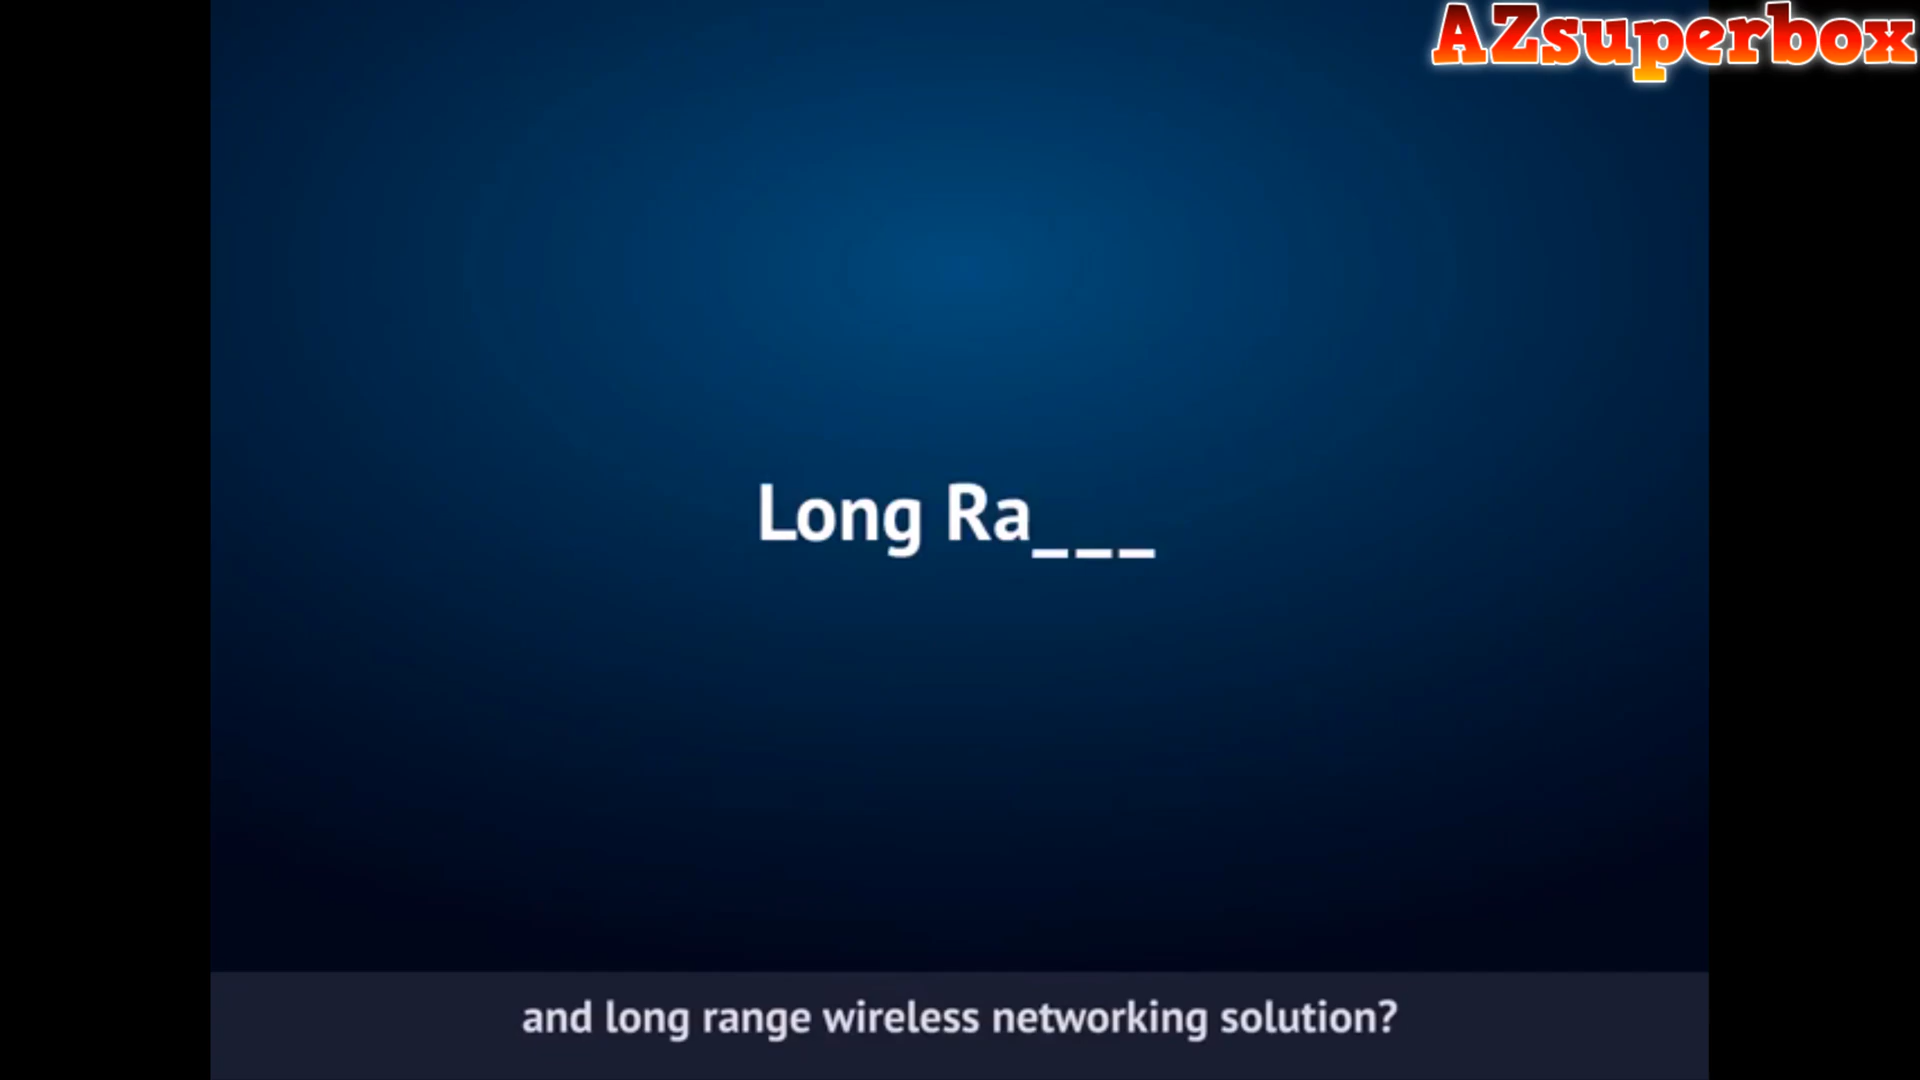 AZsuperbox
Long Ra___
and long range wireless networking solution?